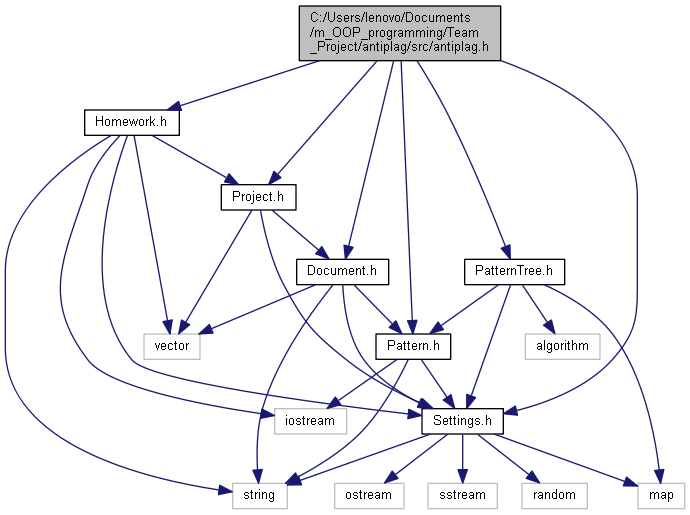 C:/Users/lenovo/Documents
/m_OOP_programming/Team
_Project/antiplag/src/antiplag.h
Homework.h
Project.h
Document.h
PatternTree.h
vector
Pattern.h
algorithm
iostream
Settings.h
string
ostream
sstream
random
map